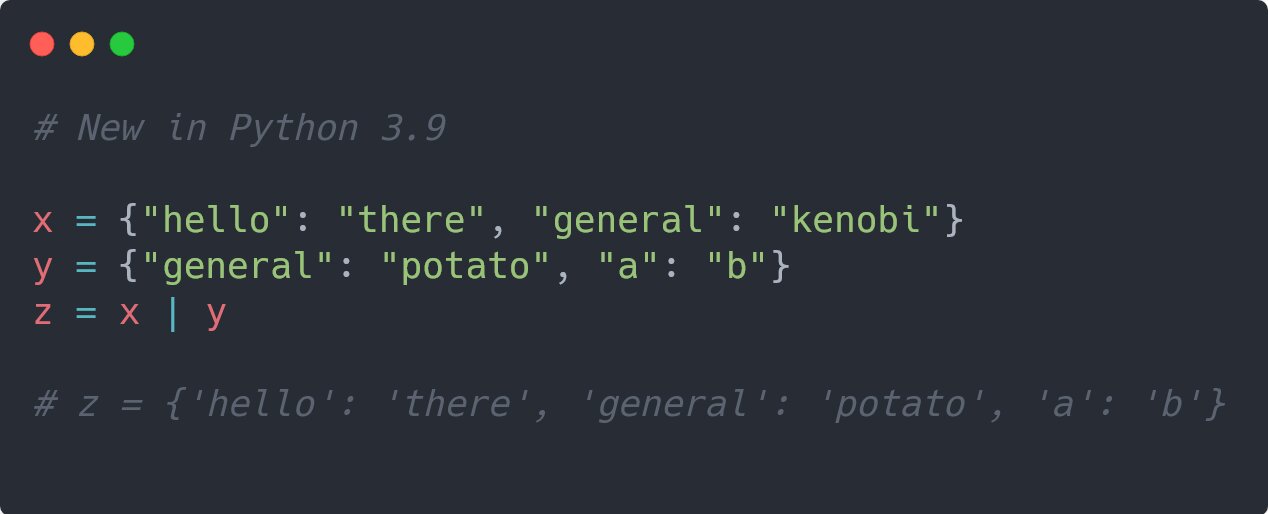 # New in Python 3.9
x = {"hello": "there", "general": "kenobi"}
y = {"general": "potato", "a": "b"}
z = x | y
# z = {'hello': 'there', 'general': 'potato', 'a': 'b'}